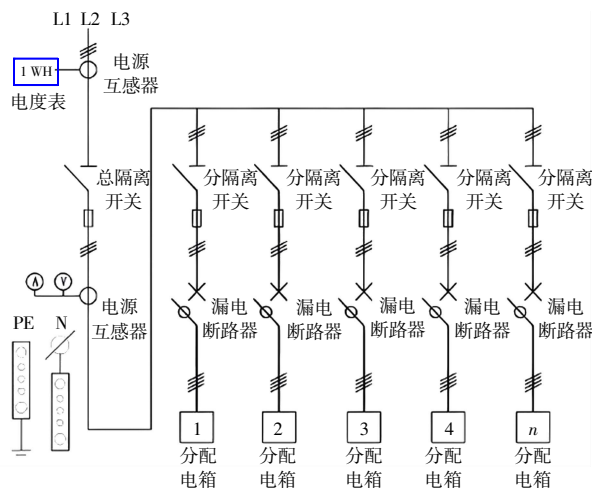 L1 L2 L3
1 WH
电度表
电源
互感器
总隔离
开关
分隔离
开关
分隔离
开关
分隔离
开关
分隔离
开关
分隔离
开关
A
V
电源
互感器
漏电
断路器
漏电
断路器
漏电
断路器
漏电
断路器
漏电
断路器
PE
N
1
2
3
4
n
分配
电箱
分配
电箱
分配
电箱
分配
电箱
分配
电箱